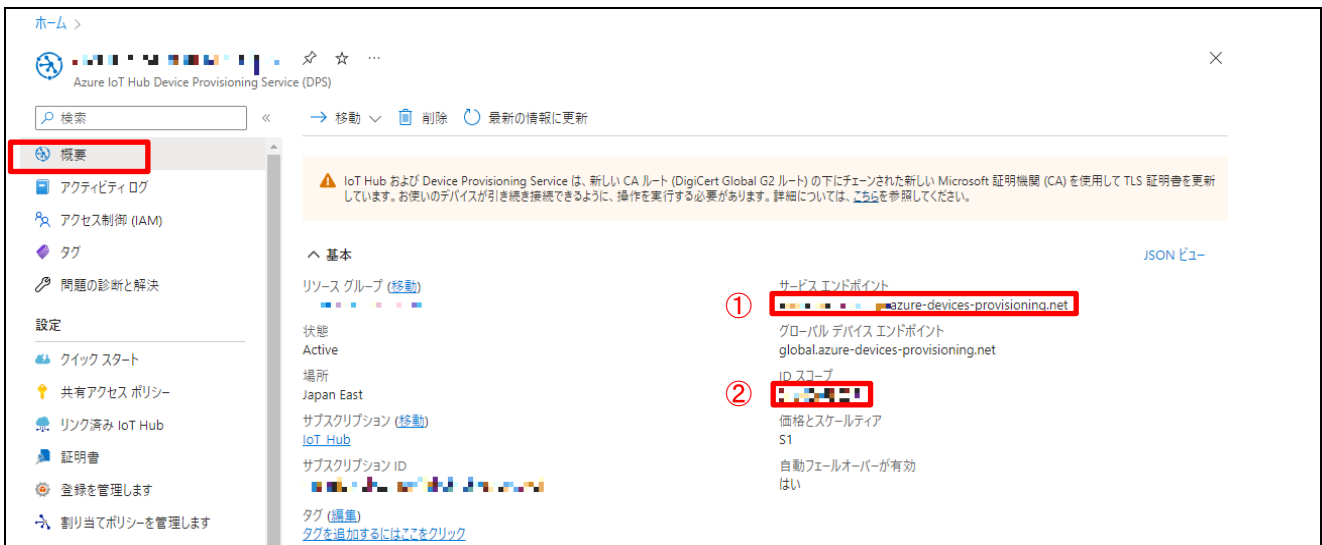 ホーム >
Azure IoT Hub Device Provisioning Service (DPS)
検索
移動 削除 最新の情報に更新
概要
アクティビティ ログ
アクセス制御 (IAM)
タグ
問題の診断と解決
設定
クイック スタート
共有アクセス ポリシー
リンク済み IoT Hub
証明書
登録を管理します
割り当てポリシーを管理します
IoT Hub および Device Provisioning Service は、新しい CA ルート (DigiCert Global G2 ルート) の下にチェーンされた新しい Microsoft 証明機関 (CA) を使用して TLS 証明書を更新
しています。お使いのデバイスが引き続き接続できるように、操作を実行する必要があります。詳細については、こちらを参照してください。
基本
JSON ビュー
リソース グループ (移動)
状態
Active
場所
Japan East
サブスクリプション (移動)
IoT_Hub
サブスクリプション ID
タグ (編集)
タグを追加するにはここをクリック
サービス エンドポイント
① azure-devices-provisioning.net
グローバル デバイス エンドポイント
global.azure-devices-provisioning.net
ID スコープ
②
価格とスケールティア
S1
自動フェールオーバーが有効
はい